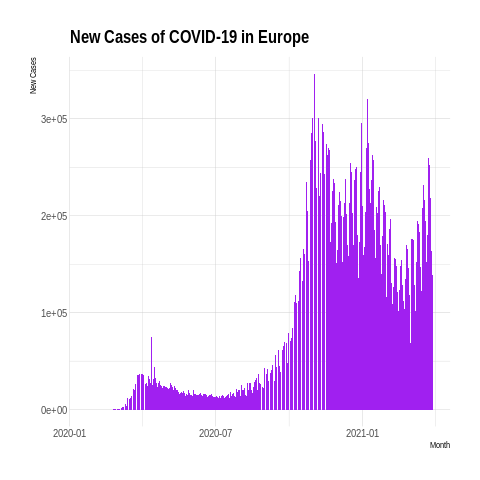 New Cases of COVID-19 in Europe
New Cases
3e+05
2e+05
1e+05
0e+00
2020-01 2020-07 2021-01
Month